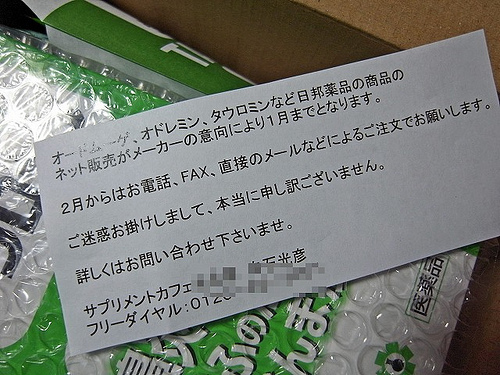 オードムーゲ、オドレミン、タウロミンなど日邦薬品の商品の
ネット販売がメーカーの意向により1月までとなります。
2月からはお電話、FAX、直接のメールなどによるご注文でお願いします。
ご迷惑お掛けしまして、本当に申し訳ございません。
詳しくはお問い合わせ下さいませ。
サプリメントカフェ 光彦
フリーダイヤル：012
医薬品